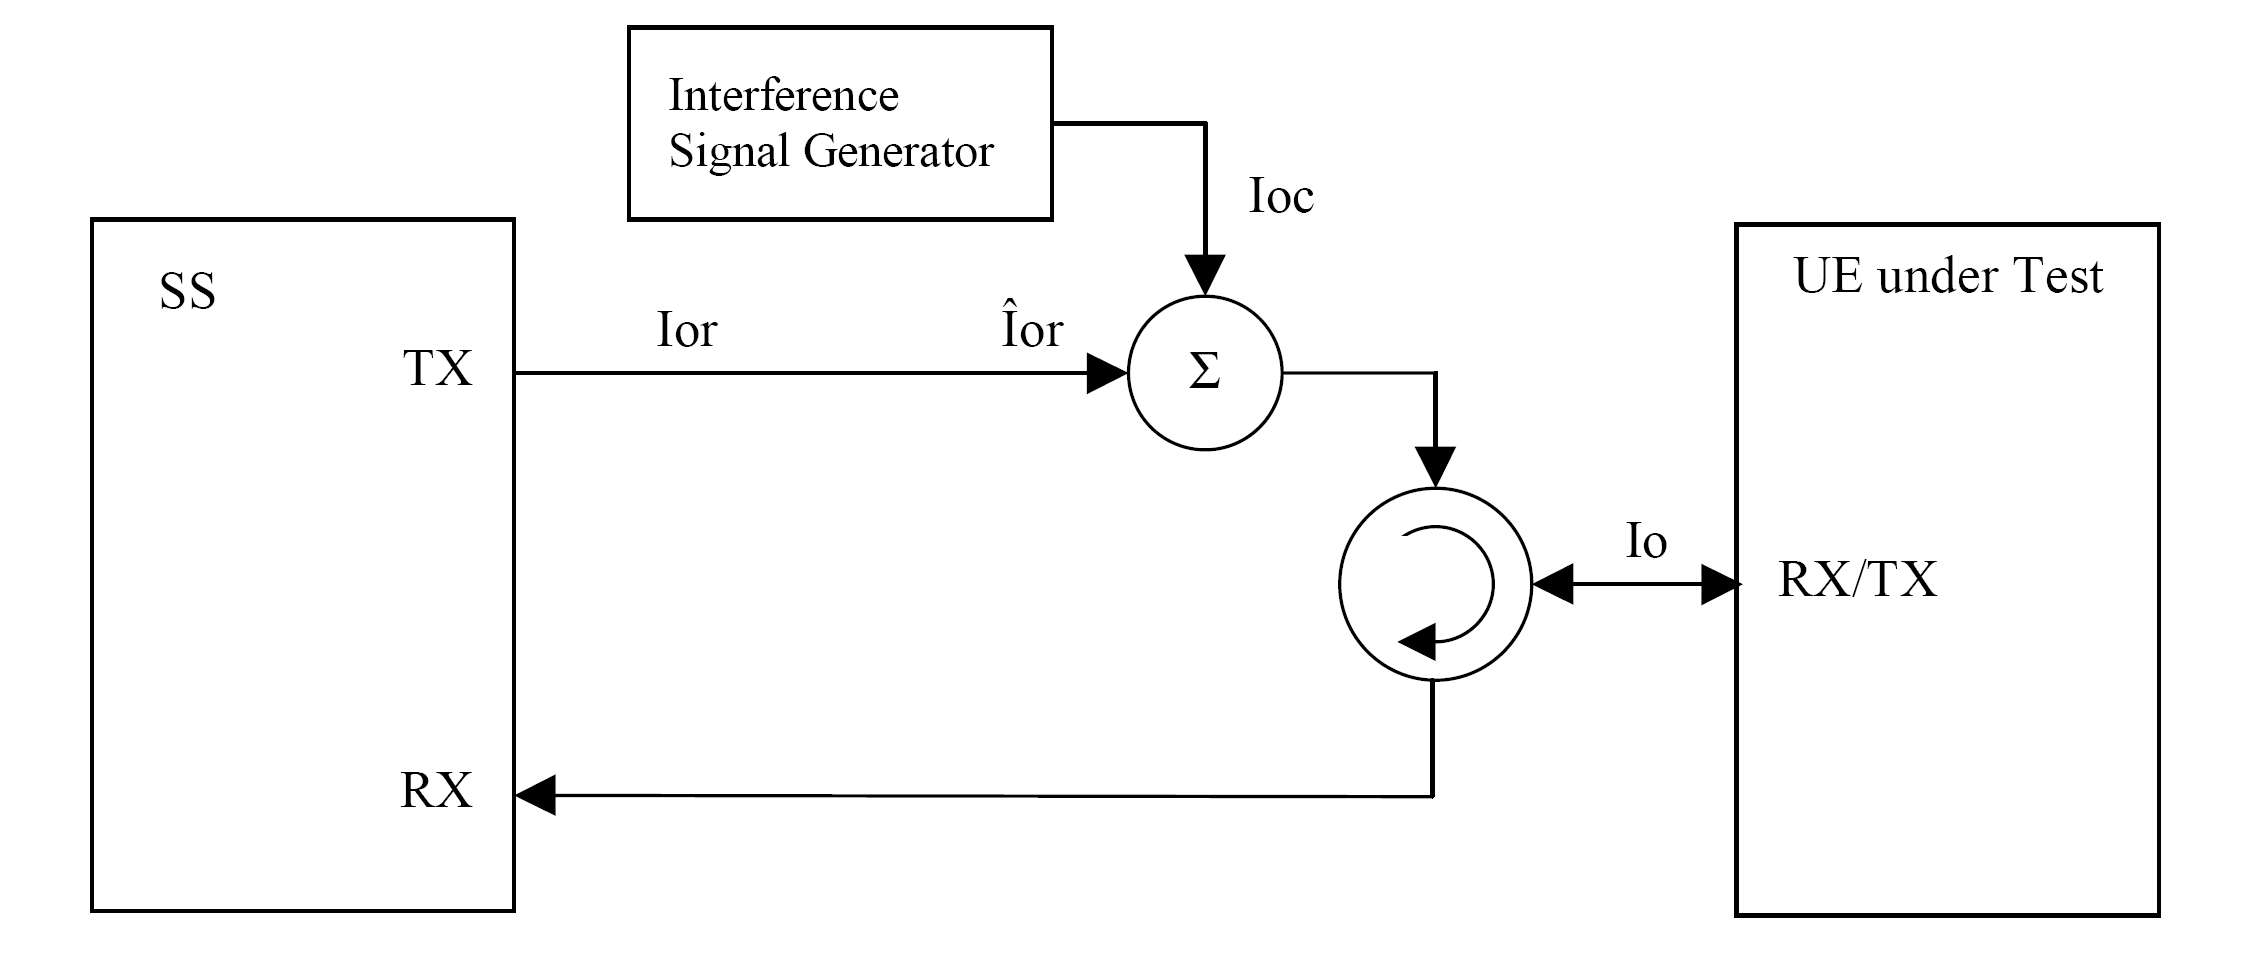 Interference
Signal Generator
Ioc
SS
UE under Test
Ior
Îor
TX
Σ
Io
RX/TX
RX